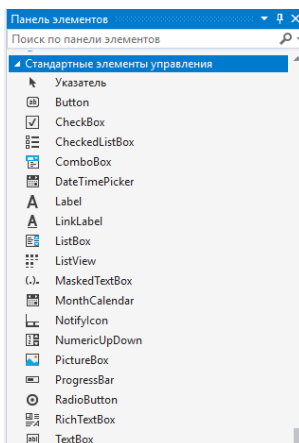 Панель элементов
Поиск по панели элементов
Стандартные элементы управления
Указатель
Button
CheckBox
CheckedListBox
ComboBox
DateTimePicker
Label
LinkLabel
ListBox
ListView
MaskedTextBox
MonthCalendar
NotifyIcon
NumericUpDown
PictureBox
ProgressBar
RadioButton
RichTextBox
TextBox